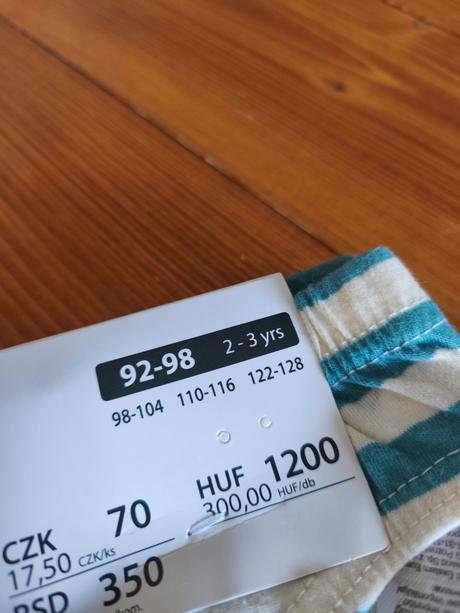 92-98 2 - 3 yrs
98-104 110-116 122-128
HUF 1200
300,00 HUF/db
CZK 70
17,50 CZK/ks
RSD 350